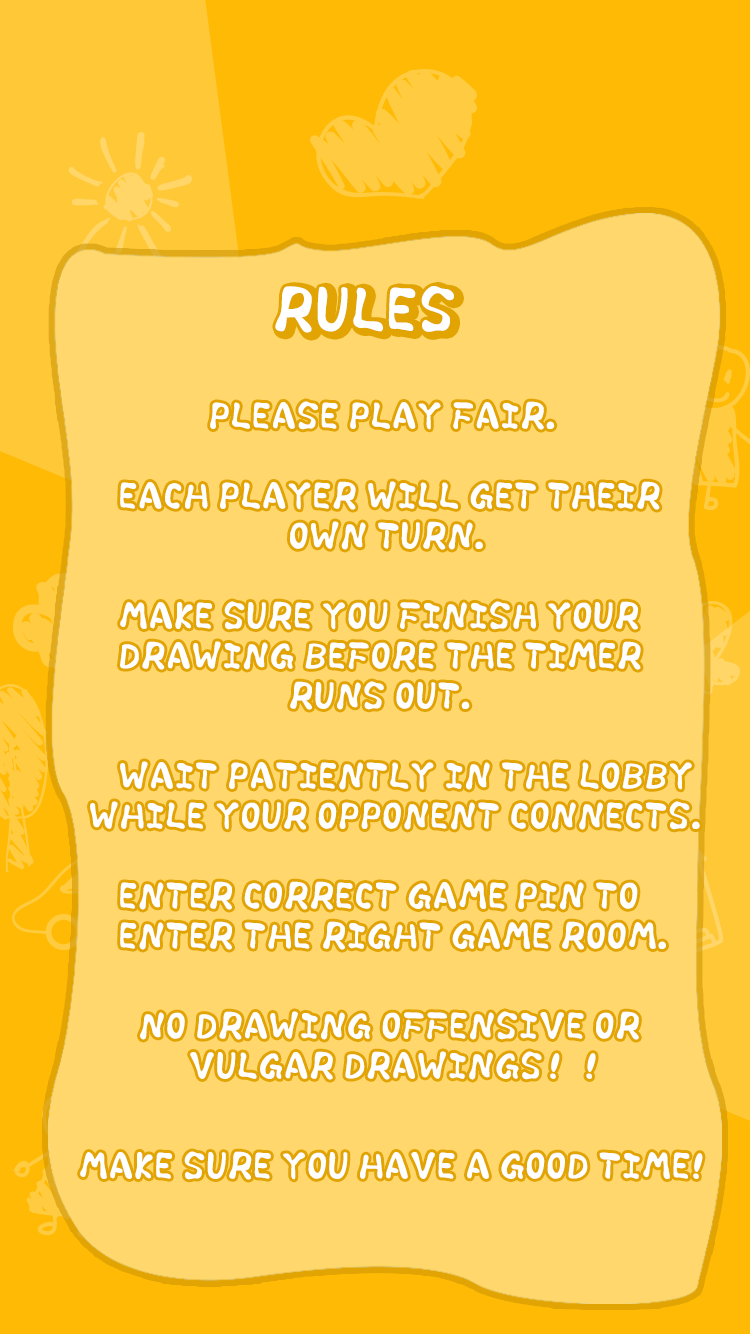 RULES
PLEASE PLAY FAIR.
EACH PLAYER WILL GET THEIR
OWN TURN.
MAKE SURE YOU FINISH YOUR
DRAWING BEFORE THE TIMER
RUNS OUT.
WAIT PATIENTLY IN THE LOBBY
WHILE YOUR OPPONENT CONNECTS.
ENTER CORRECT GAME PIN TO
ENTER THE RIGHT GAME ROOM.
NO DRAWING OFFENSIVE OR
VULGAR DRAWINGS! !
MAKE SURE YOU HAVE A GOOD TIME!